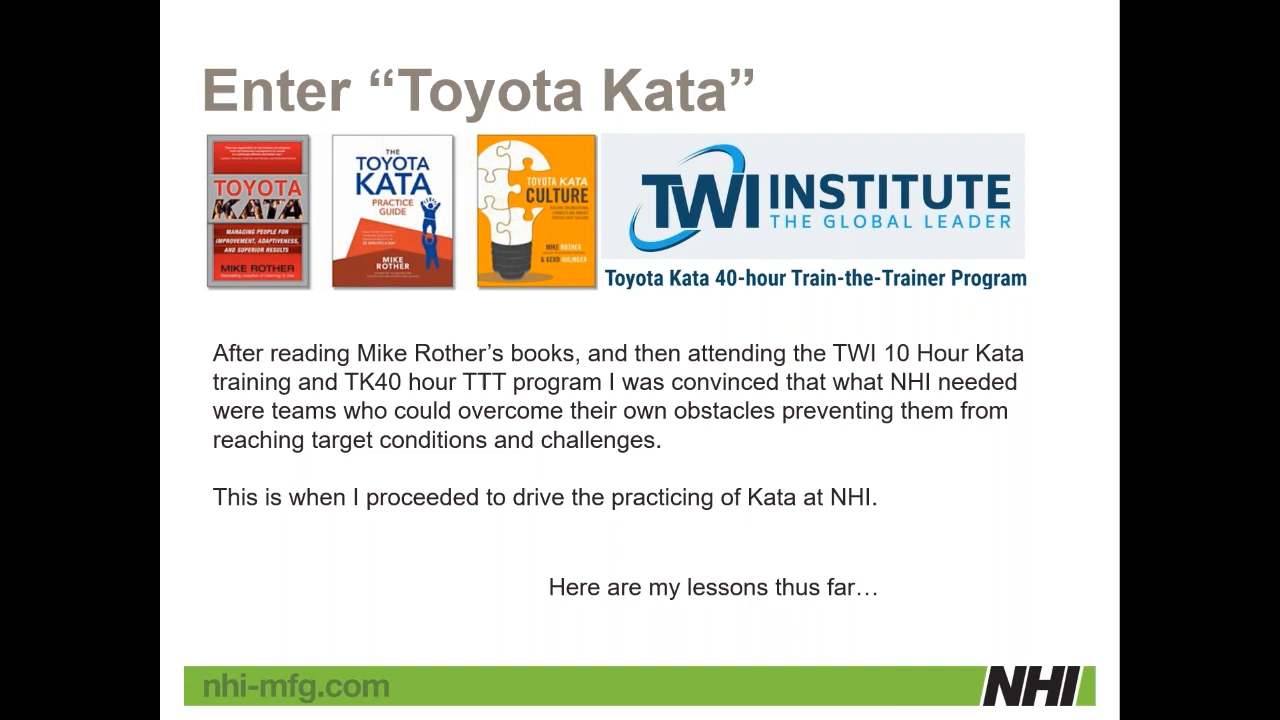 Enter “Toyota Kata”
TOYOTA
KATA
MANAGING PEOPLE FOR
IMPROVEMENT, ADAPTIVENESS,
AND SUPERIOR RESULTS
MIKE ROTHER
THE
TOYOTA
KATA
PRACTICE
GUIDE
MIKE
ROTHER
TOYOTA KATA
CULTURE
MIKE ROTHER
& GERD AULINGER
TWI INSTITUTE
THE GLOBAL LEADER
Toyota Kata 40-hour Train-the-Trainer Program
After reading Mike Rother’s books, and then attending the TWI 10 Hour Kata
training and TK40 hour TTT program I was convinced that what NHI needed
were teams who could overcome their own obstacles preventing them from
reaching target conditions and challenges.
This is when I proceeded to drive the practicing of Kata at NHI.
Here are my lessons thus far…
nhi-mfg.com
NHI